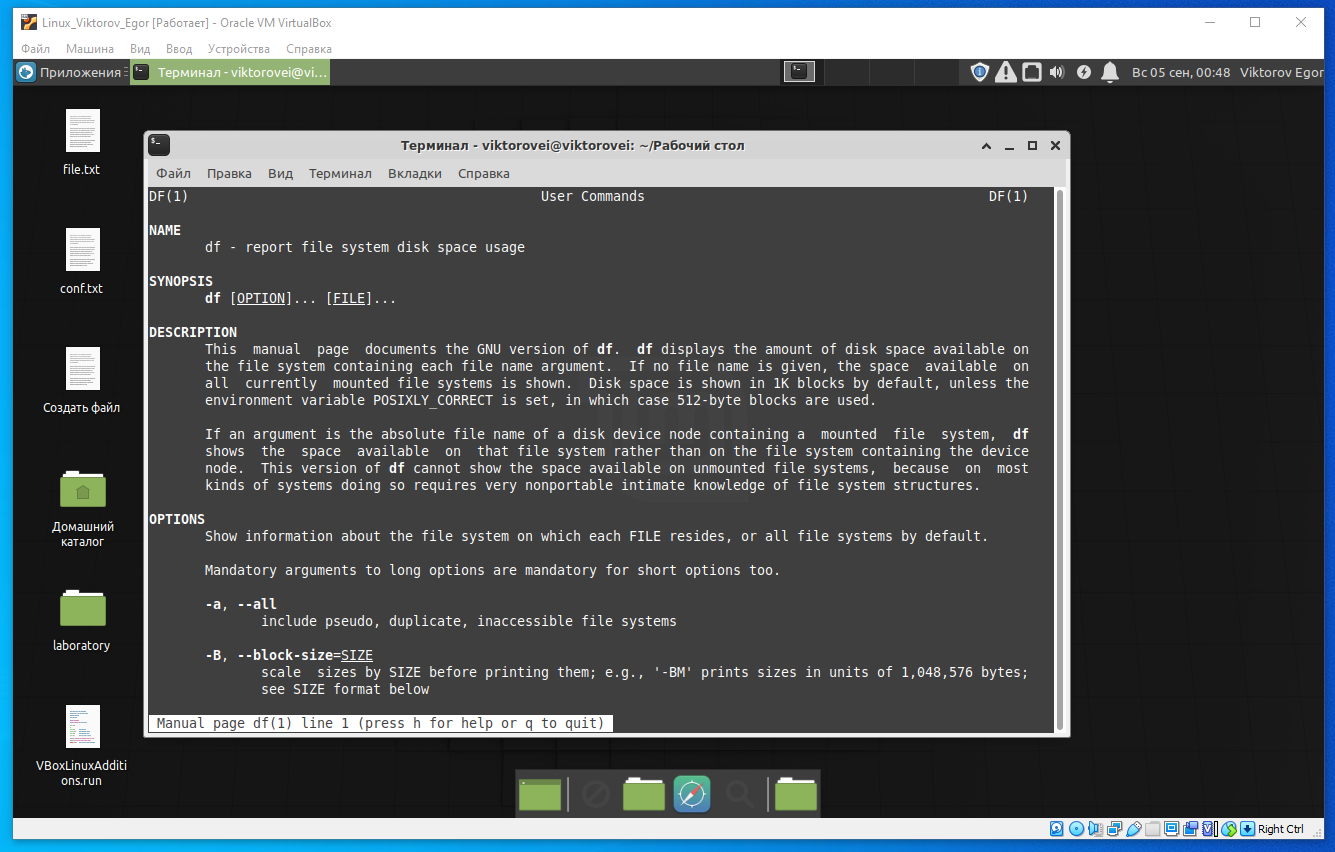 Linux_Viktorov_Egor [Работает] - Oracle VM VirtualBox
Файл Машина Вид Ввод Устройства Справка
Приложения Терминал - viktorovei@vi... Вс 05 сен, 00:48 Viktorov Egor
file.txt
conf.txt
Создать файл
Домашний
каталог
laboratory
VBoxLinuxAdditi
ons.run
Терминал - viktorovei@viktorovei: ~/Рабочий стол
Файл Правка Вид Терминал Вкладки Справка
DF(1) User Commands DF(1)
NAME
df - report file system disk space usage
SYNOPSIS
df [OPTION]... [FILE]...
DESCRIPTION
This manual page documents the GNU version of df. df displays the amount of disk space available on
the file system containing each file name argument. If no file name is given, the space available on
all currently mounted file systems is shown. Disk space is shown in 1K blocks by default, unless the
environment variable POSIXLY_CORRECT is set, in which case 512-byte blocks are used.
If an argument is the absolute file name of a disk device node containing a mounted file system, df
shows the space available on that file system rather than on the file system containing the device
node. This version of df cannot show the space available on unmounted file systems, because on most
kinds of systems doing so requires very nonportable intimate knowledge of file system structures.
OPTIONS
Show information about the file system on which each FILE resides, or all file systems by default.
Mandatory arguments to long options are mandatory for short options too.
-a, --all
include pseudo, duplicate, inaccessible file systems
-B, --block-size=SIZE
scale sizes by SIZE before printing them; e.g., '-BM' prints sizes in units of 1,048,576 bytes;
see SIZE format below
Manual page df(1) line 1 (press h for help or q to quit)
Right Ctrl